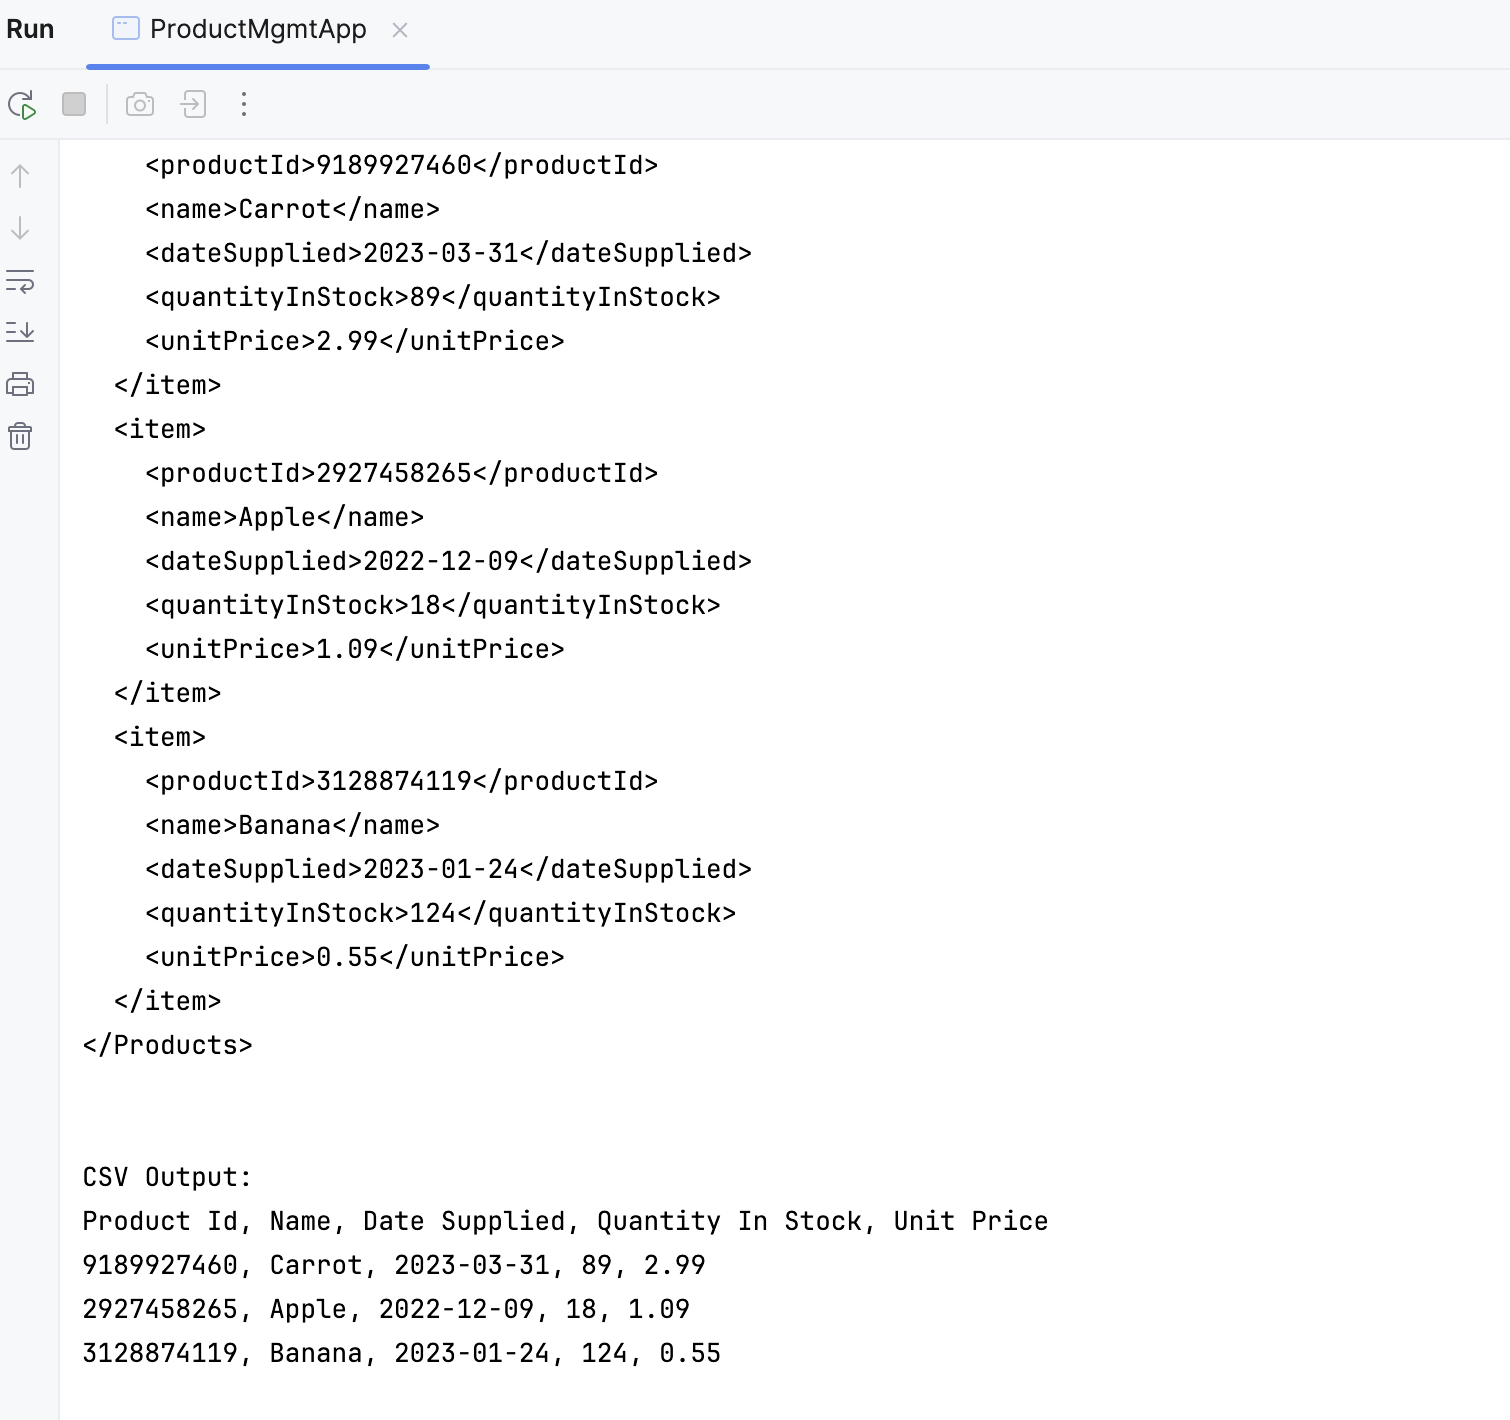 Run ProductMgmtApp
<productId>9189927460</productId>
<name>Carrot</name>
<dateSupplied>2023-03-31</dateSupplied>
<quantityInStock>89</quantityInStock>
<unitPrice>2.99</unitPrice>
</item>
<item>
<productId>2927458265</productId>
<name>Apple</name>
<dateSupplied>2022-12-09</dateSupplied>
<quantityInStock>18</quantityInStock>
<unitPrice>1.09</unitPrice>
</item>
<item>
<productId>3128874119</productId>
<name>Banana</name>
<dateSupplied>2023-01-24</dateSupplied>
<quantityInStock>124</quantityInStock>
<unitPrice>0.55</unitPrice>
</item>
</Products>
CSV Output:
Product Id, Name, Date Supplied, Quantity In Stock, Unit Price
9189927460, Carrot, 2023-03-31, 89, 2.99
2927458265, Apple, 2022-12-09, 18, 1.09
3128874119, Banana, 2023-01-24, 124, 0.55